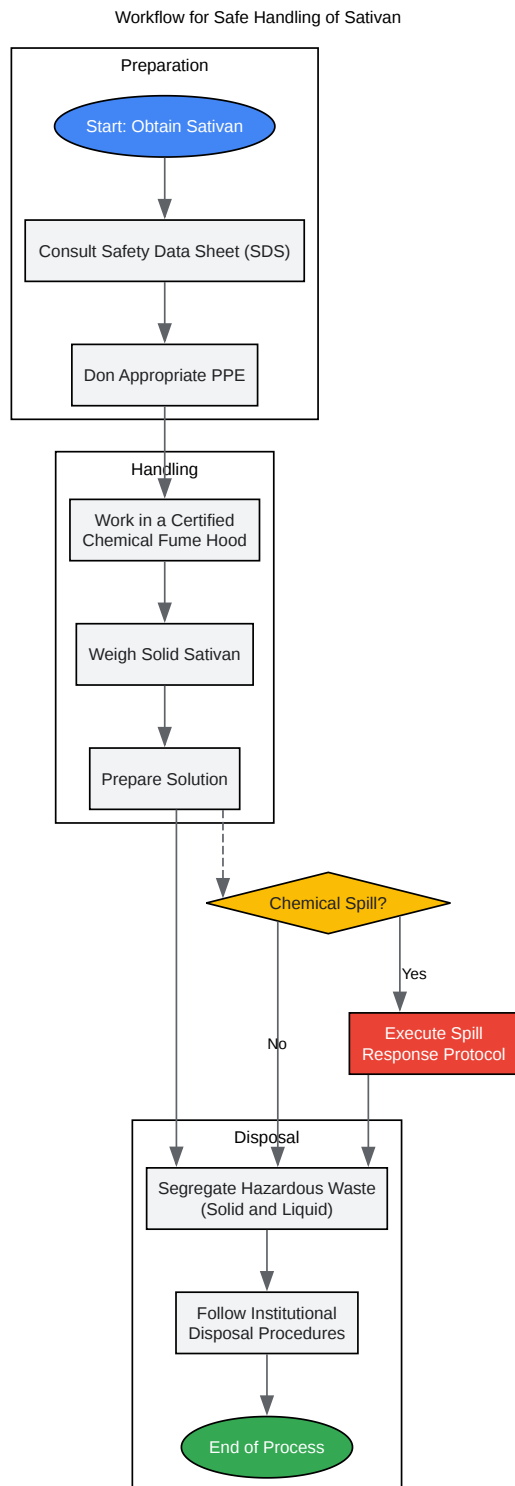 Workflow for Safe Handling of Sativan
Preparation
Start: Obtain Sativan
Consult Safety Data Sheet (SDS)
Don Appropriate PPE
Handling
Work in a Certified
Chemical Fume Hood
Weigh Solid Sativan
Prepare Solution
Chemical Spill?
Yes
Execute Spill
Response Protocol
No
Disposal
Segregate Hazardous Waste
(Solid and Liquid)
Follow Institutional
Disposal Procedures
End of Process